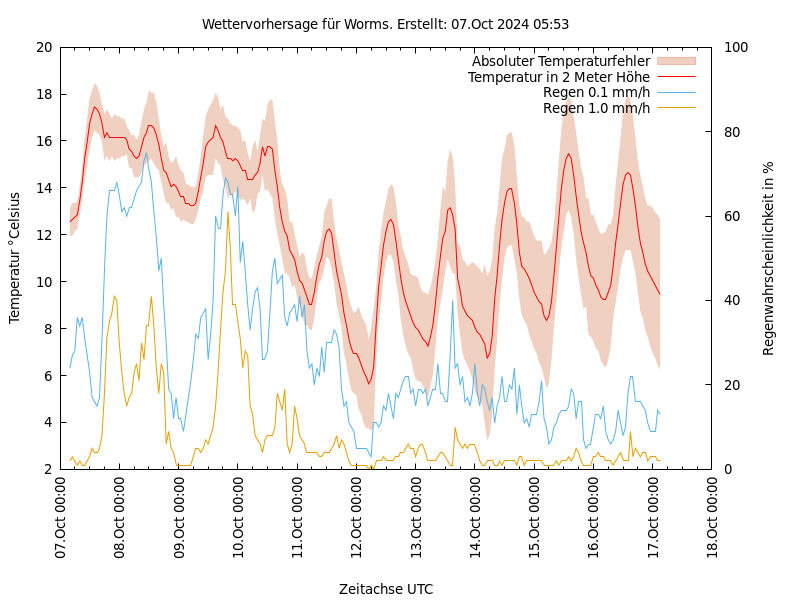 Wettervorhersage für Worms. Erstellt: 07.Oct 2024 05:53
Absoluter Temperaturfehler
Temperatur in 2 Meter Höhe
Regen 0.1 mm/h
Regen 1.0 mm/h
Temperatur °Celsius
20
18
16
14
12
10
8
6
4
2
100
80
60
40
20
0
Regenwahrscheinlichkeit in %
07.Oct 00:00
08.Oct 00:00
09.Oct 00:00
10.Oct 00:00
11.Oct 00:00
12.Oct 00:00
13.Oct 00:00
14.Oct 00:00
15.Oct 00:00
16.Oct 00:00
17.Oct 00:00
18.Oct 00:00
Zeitachse UTC